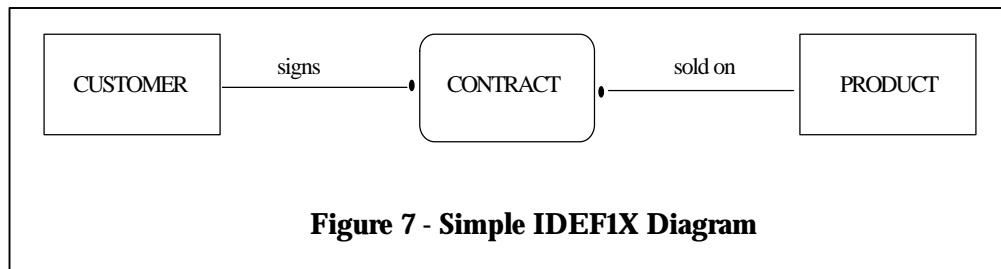 signs sold on
CUSTOMER CONTRACT PRODUCT
Figure 7 - Simple IDEF1X Diagram